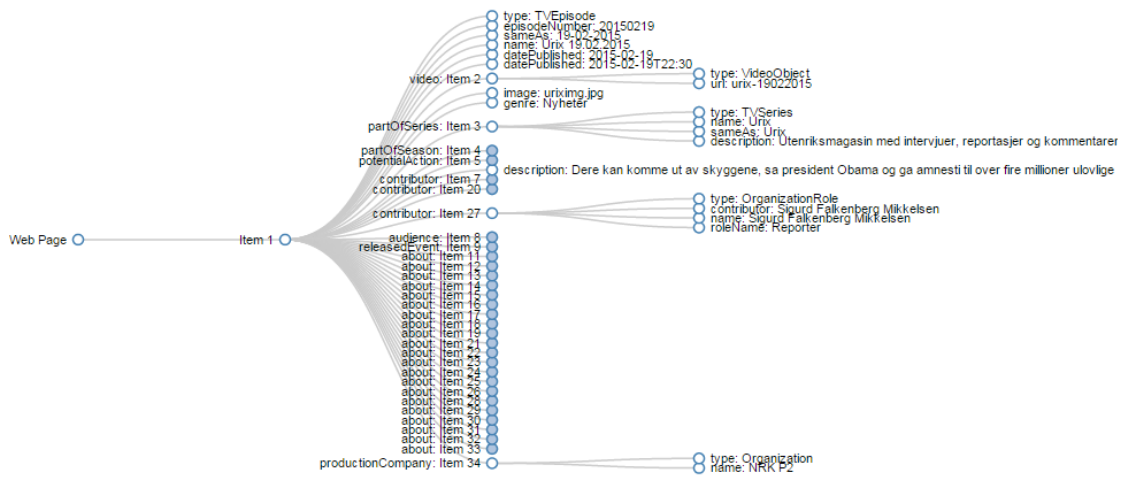 type: TVEpisode
episodeNumber: 20150219
sameAs: 19-02-2015
name: Urix 19.02.2015
datePublished: 2015-02-19
datePublished: 2015-02-19T22:30
video: Item 2
type: VideoObject
url: urix-19022015
image: uriximg.jpg
genre: Nyheter
partOfSeries: Item 3
type: TVSeries
name: Urix
sameAs: Urix
description: Utenriksmagasin med intervjuer, reportasjer og kommentarer
partOfSeason: Item 4
potentialAction: Item 5
description: Dere kan komme ut av skyggene, sa president Obama og ga amnesti til over fire millioner ulovlige
contributor: Item 7
contributor: Item 20
contributor: Item 27
type: OrganizationRole
contributor: Sigurd Falkenberg Mikkelsen
name: Sigurd Falkenberg Mikkelsen
roleName: Reporter
Web Page
Item 1
audience: Item 8
releasedEvent: Item 9
about: Item 11
about: Item 12
about: Item 13
about: Item 14
about: Item 15
about: Item 16
about: Item 17
about: Item 18
about: Item 19
about: Item 21
about: Item 22
about: Item 23
about: Item 24
about: Item 25
about: Item 26
about: Item 28
about: Item 29
about: Item 30
about: Item 31
about: Item 32
about: Item 33
productionCompany: Item 34
type: Organization
name: NRK P2